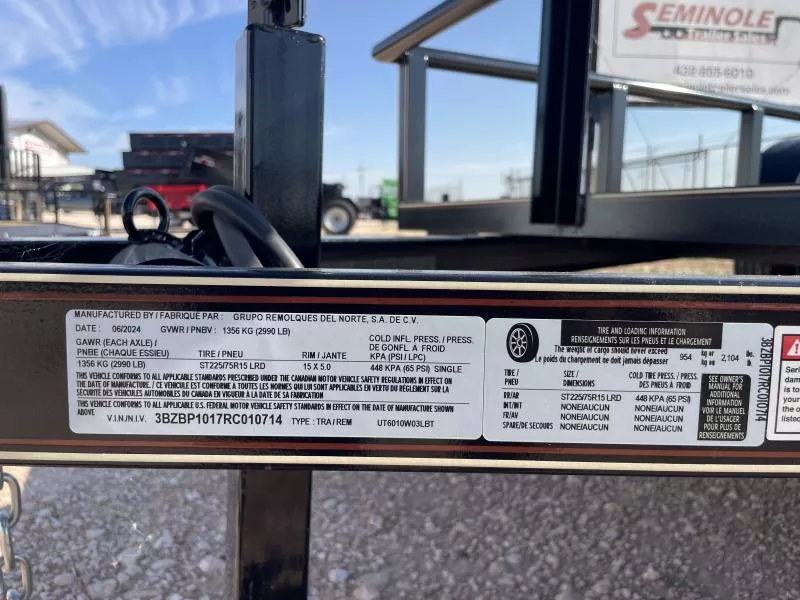 SEMINOLE
Trailer Sales
MANUFACTURED BY / FABRIQUE PAR : GRUPO REMOLQUES DEL NORTE, S.A. DE C.V.
DATE : 06/2024 GVWR / PNBV : 1356 KG (2990 LB)
GAWR (EACH AXLE) / COLD INFL. PRESS. / PRESS.
PNBE (CHAQUE ESSIEU) TIRE / PNEU RIM / JANTE DE GONFL. A FROID
KPA (PSI / LPC)
1356 KG (2990 LB) ST225/75R15 LRD 15 X 5.0 448 KPA (65 PSI) SINGLE
THIS VEHICLE CONFORMS TO ALL APPLICABLE STANDARDS PRESCRIBED UNDER THE CANADIAN MOTOR VEHICLE SAFETY REGULATIONS IN EFFECT ON
THE DATE OF MANUFACTURE. / CE VEHICULE EST CONFORME A TOUTES LES NORMES QUI LUI SONT APPLICABLES EN VERTU DU REGLEMENT SUR LA
SECURITE DES VEHICULES AUTOMOBILES DU CANADA EN VIGUEUR A LA DATE DE SA FABRICATION.
THIS VEHICLE CONFORMS TO ALL APPLICABLE U.S. FEDERAL MOTOR VEHICLE SAFETY STANDARDS IN EFFECT ON THE DATE OF
MANUFACTURE SHOWN ABOVE.
V.I.N./N.I.V. 3BZBP1017RC010714 TYPE : TRA / REM UT6010W03LBT
TIRE AND LOADING INFORMATION
RENSEIGNEMENTS SUR LES PNEUS ET LE CHARGEMENT
The weight of cargo should never exceed
Le poids du chargement ne doit jamais dépasser 954 kg or kg ou 2,104 lbs. lb.
TIRE / SIZE / COLD TIRE PRESS. / PRESS.
PNEU DIMENSIONS DES PNEUS À FROID
RR/AR ST225/75R15 LRD 448 KPA (65 PSI)
INT/INT NONE/AUCUN NONE/AUCUN
FR/AV NONE/AUCUN NONE/AUCUN
SPARE/DE SECOURS NONE/AUCUN NONE/AUCUN
SEE OWNER'S
MANUAL FOR
ADDITIONAL
INFORMATION
VOIR LE MANUEL
DE L'USAGER
POUR PLUS DE
RENSEIGNEMENTS
3BZBP1017RC010714